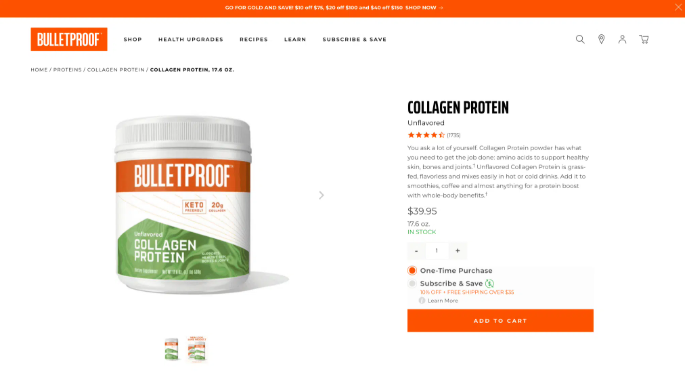 GO FOR GOLD AND SAVE! $10 off $75, $20 off $100 and $40 off $150 SHOP NOW →
BULLETPROOF
SHOP
HEALTH UPGRADES
RECIPES
LEARN
SUBSCRIBE & SAVE
HOME / PROTEINS / COLLAGEN PROTEIN / COLLAGEN PROTEIN, 17.6 OZ.
BULLETPROOF
KETO
FRIENDLY
20g
Unflavored
COLLAGEN
PROTEIN
COLLAGEN PROTEIN
Unflavored
(1735)
You ask a lot of yourself. Collagen Protein powder has what
you need to get the job done: amino acids to support healthy
skin, bones and joints.¹ Unflavored Collagen Protein is grass-
fed, flavorless and mixes easily in hot or cold drinks. Add it to
smoothies, coffee and almost anything for a protein boost
with whole-body benefits.¹
$39.95
17.6 oz.
IN STOCK
- 1 +
One-Time Purchase
Subscribe & Save
10% OFF + FREE SHIPPING OVER $35
Learn More
ADD TO CART